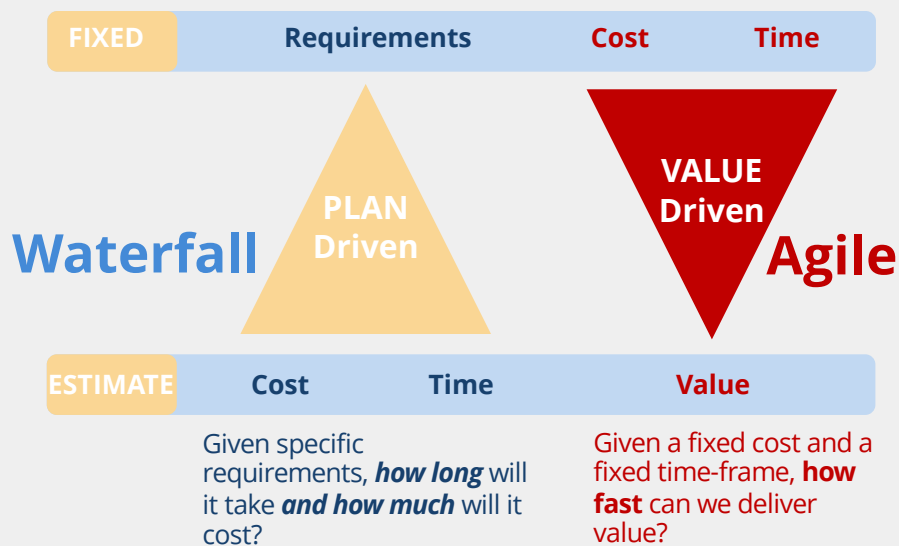 FIXED Requirements Cost Time
PLAN
Driven
VALUE
Driven
Waterfall
Agile
ESTIMATE Cost Time Value
Given specific
requirements, how long will
it take and how much will it
cost?
Given a fixed cost and a
fixed time-frame, how
fast can we deliver
value?